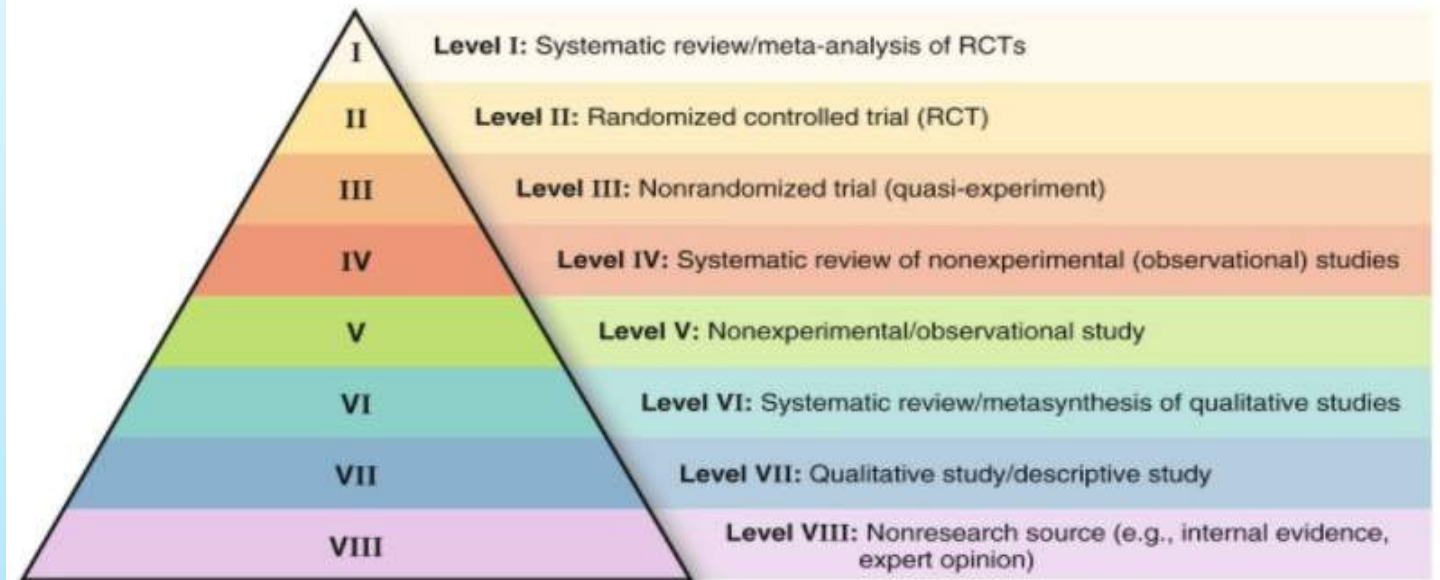 I
Level I: Systematic review/meta-analysis of RCTs
II
Level II: Randomized controlled trial (RCT)
III
Level III: Nonrandomized trial (quasi-experiment)
IV
Level IV: Systematic review of nonexperimental (observational) studies
V
Level V: Nonexperimental/observational study
VI
Level VI: Systematic review/metasynthesis of qualitative studies
VII
Level VII: Qualitative study/descriptive study
VIII
Level VIII: Nonresearch source (e.g., internal evidence,
expert opinion)